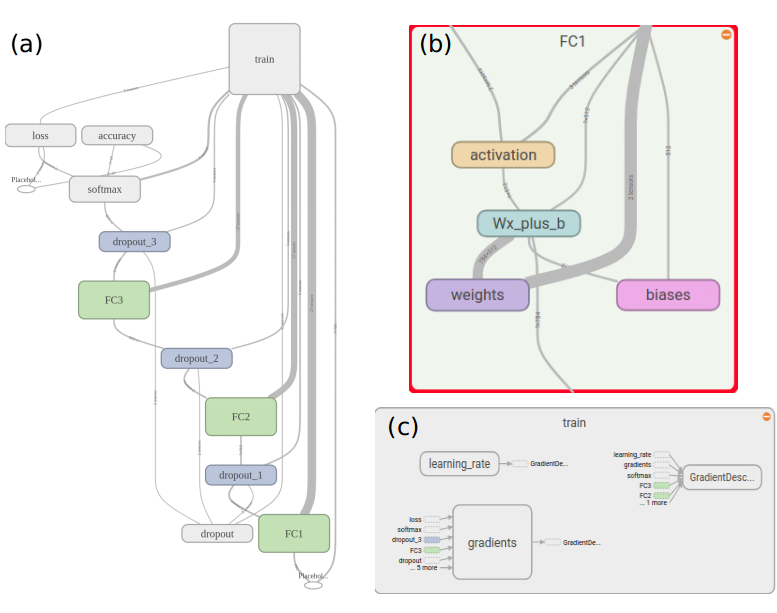 (a)
train
loss
accuracy
Placehol...
softmax
dropout_3
FC3
dropout_2
FC2
dropout_1
dropout
FC1
Placehol...
(b)
FC1
activation
Wx_plus_b
2 tensors
512
weights
biases
(c)
train
learning_rate
GradientDe...
learning_rate
gradients
softmax
FC3
FC2
... 1 more
GradientDesc...
loss
softmax
dropout_3
FC3
dropout
... 5 more
gradients
GradientDe...